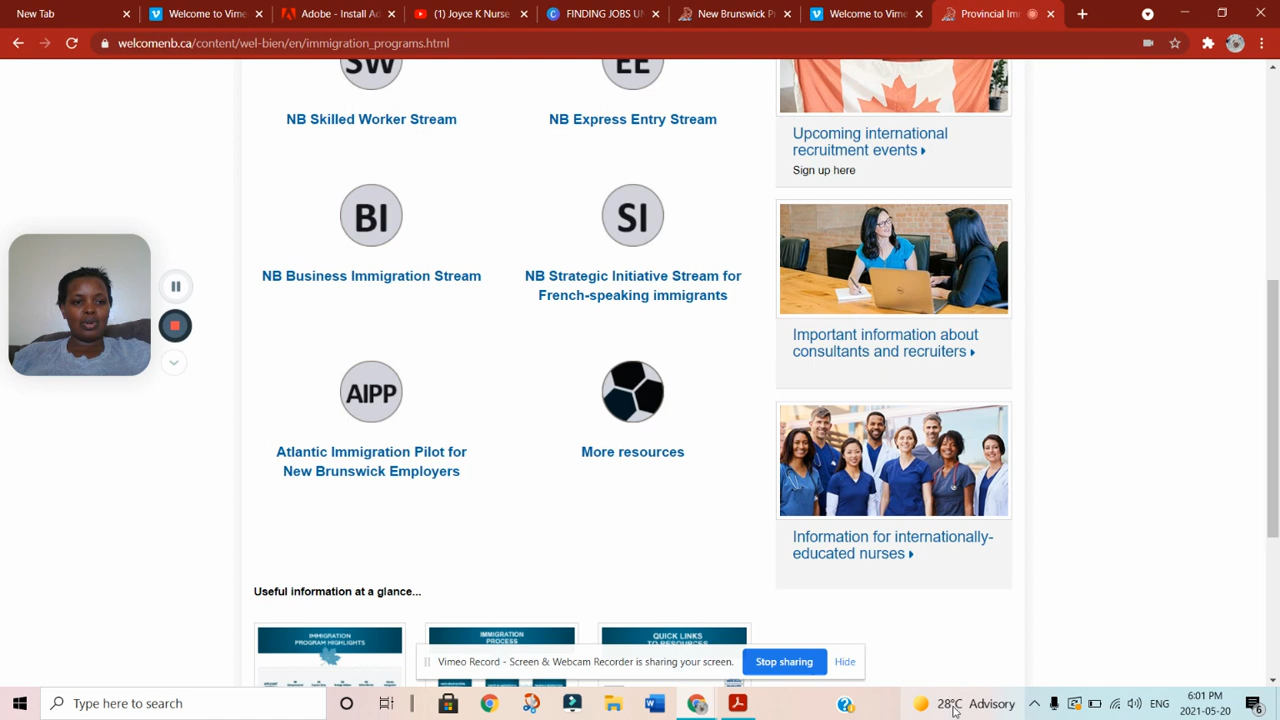 New Tab
Welcome to Vime
Adobe - Install Ad
(1) Joyce K Nurse
FINDING JOBS UN
New Brunswick P
Welcome to Vime
Provincial Imm
welcomenb.ca/content/wel-bien/en/immigration_programs.html
SW
EE
NB Skilled Worker Stream
NB Express Entry Stream
Upcoming international
recruitment events
Sign up here
BI
SI
NB Business Immigration Stream
NB Strategic Initiative Stream for
French-speaking immigrants
Important information about
consultants and recruiters
AIPP
Atlantic Immigration Pilot for
New Brunswick Employers
More resources
Information for internationally-
educated nurses
Useful information at a glance...
IMMIGRATION
PROGRAM HIGHLIGHTS
IMMIGRATION
PROCESS
QUICK LINKS
TO RESOURCES
Vimeo Record - Screen & Webcam Recorder is sharing your screen.
Stop sharing
Hide
Type here to search
28°C Advisory
ENG
6:01 PM
2021-05-20
6